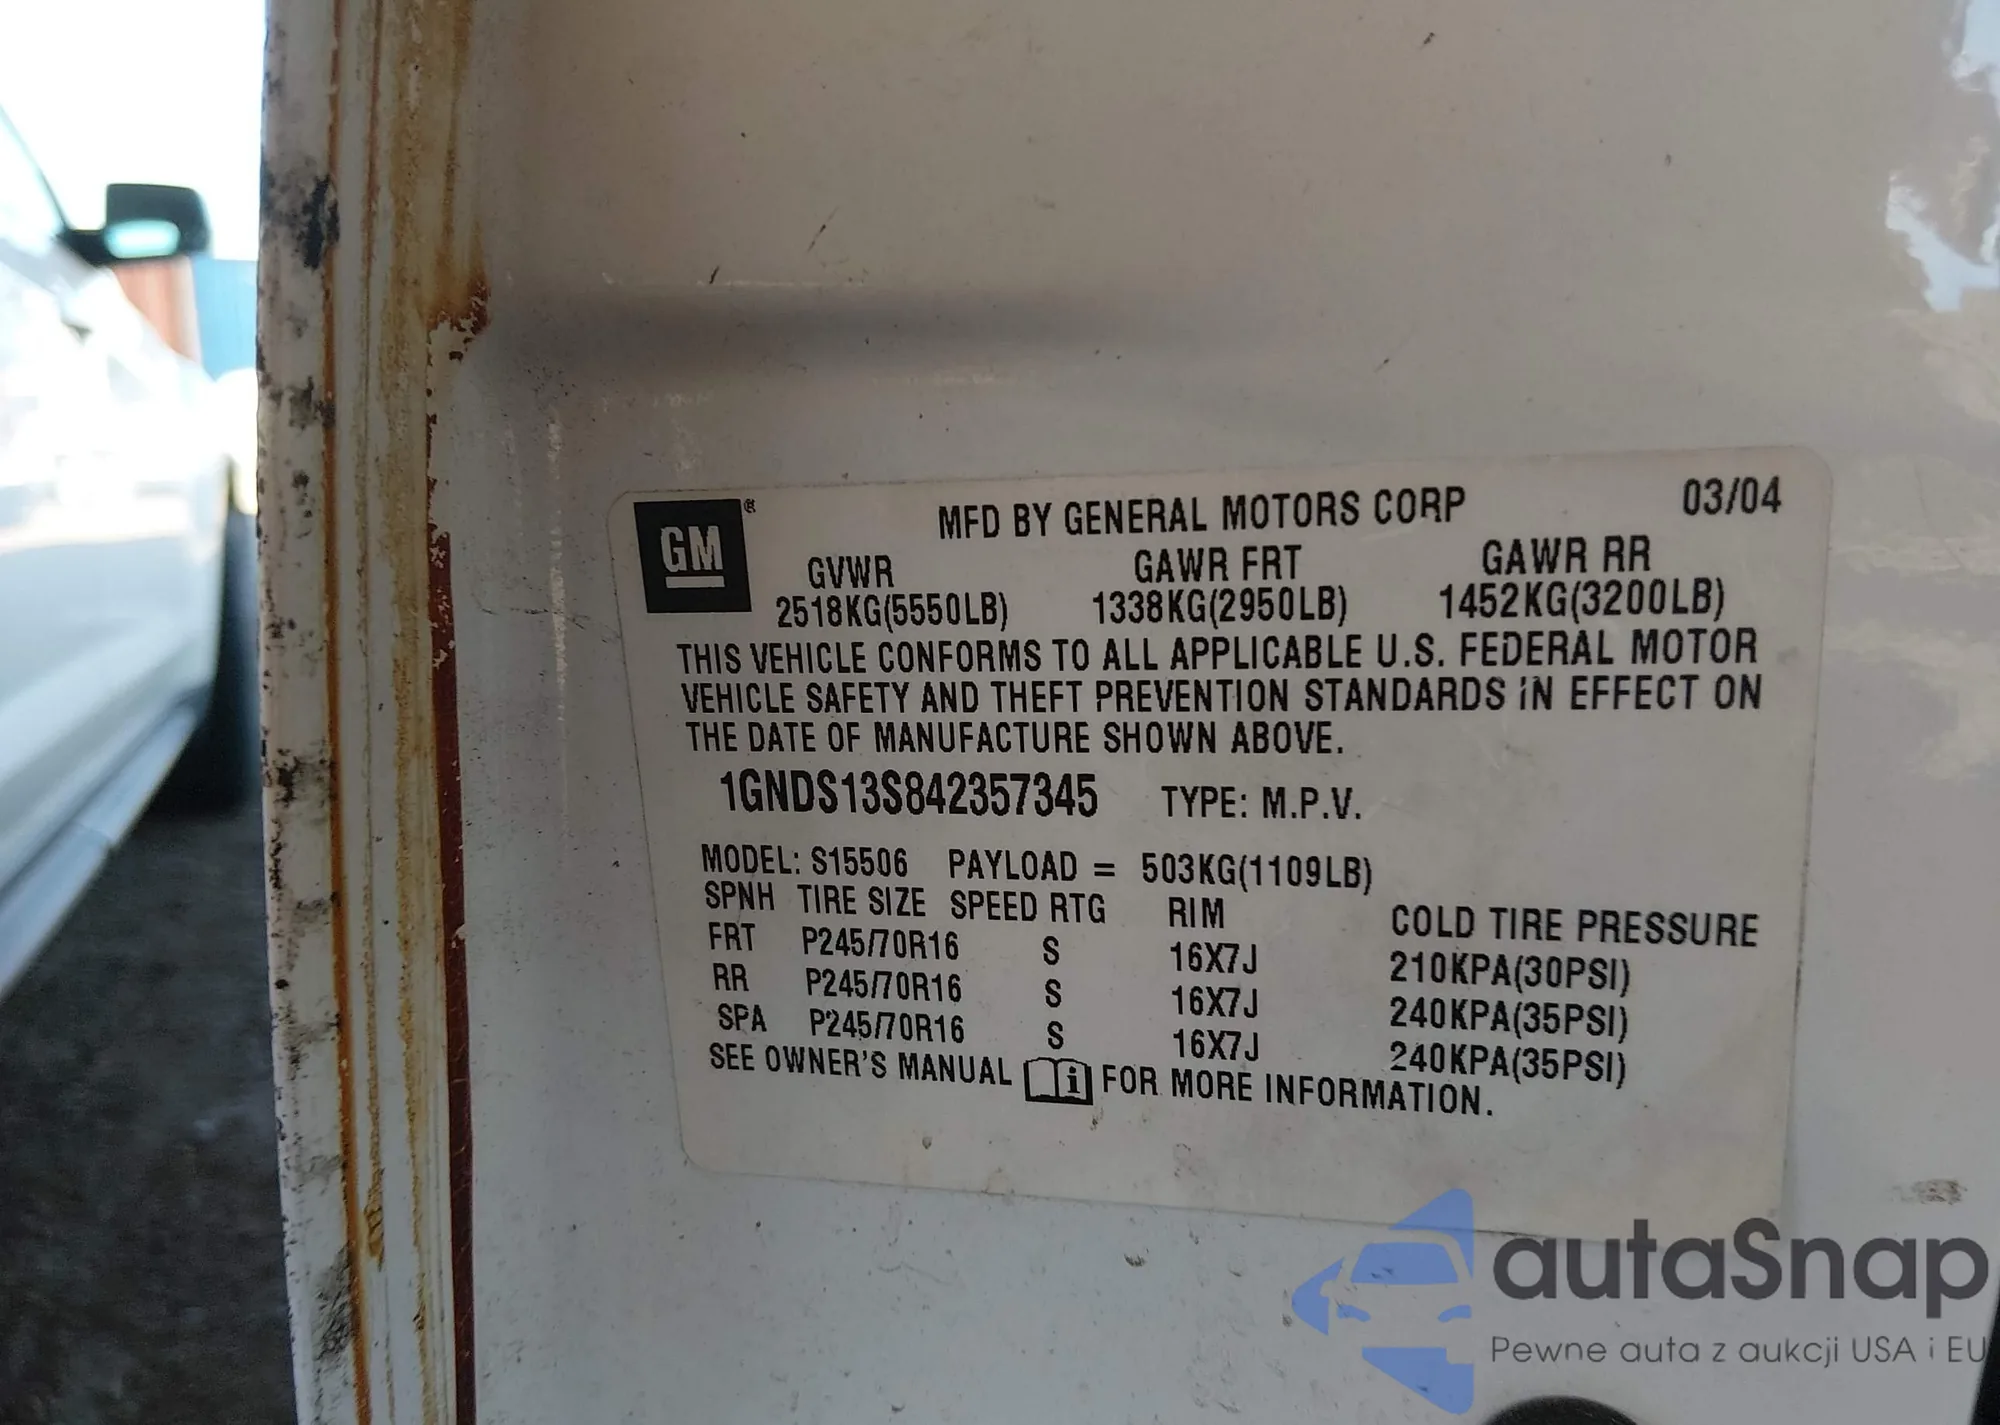 GM ®
MFD BY GENERAL MOTORS CORP 03/04
GVWR GAWR FRT GAWR RR
2518KG(5550LB) 1338KG(2950LB) 1452KG(3200LB)
THIS VEHICLE CONFORMS TO ALL APPLICABLE U.S. FEDERAL MOTOR
VEHICLE SAFETY AND THEFT PREVENTION STANDARDS IN EFFECT ON
THE DATE OF MANUFACTURE SHOWN ABOVE.
1GNDS13S842357345 TYPE: M.P.V.
MODEL: S15506 PAYLOAD = 503KG(1109LB)
SPNH TIRE SIZE SPEED RTG RIM COLD TIRE PRESSURE
FRT P245/70R16 S 16X7J 210KPA(30PSI)
RR P245/70R16 S 16X7J 240KPA(35PSI)
SPA P245/70R16 S 16X7J 240KPA(35PSI)
SEE OWNER'S MANUAL i FOR MORE INFORMATION.
autaSnap
Pewne auta z aukcji USA i EU